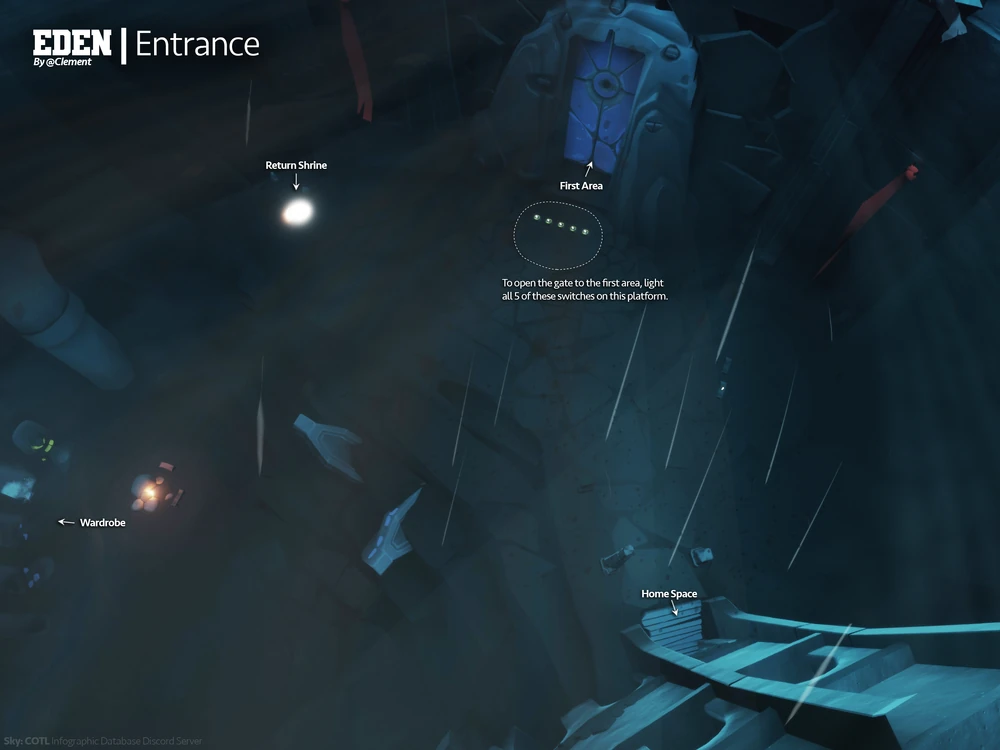 EDEN | Entrance
By @Clement
Return Shrine
First Area
To open the gate to the first area, light
all 5 of these switches on this platform.
Wardrobe
Home Space
Sky: COTL Infographic Database Discord Server